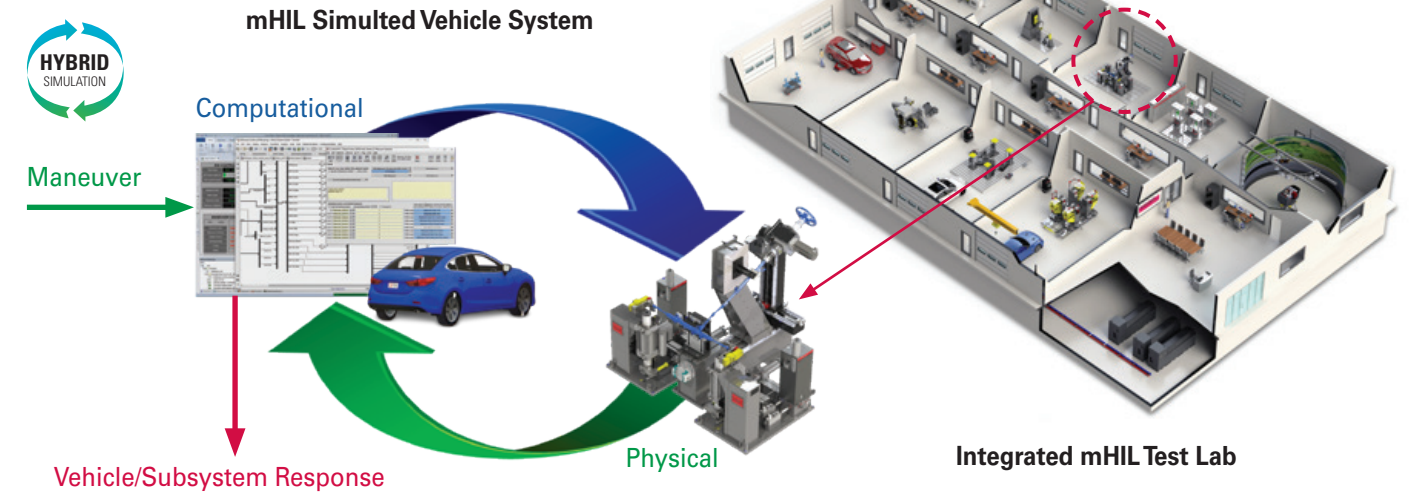 mHIL Simulted Vehicle System
HYBRID
SIMULATION
Computational
Maneuver
Physical
Vehicle/Subsystem Response
Integrated mHIL Test Lab